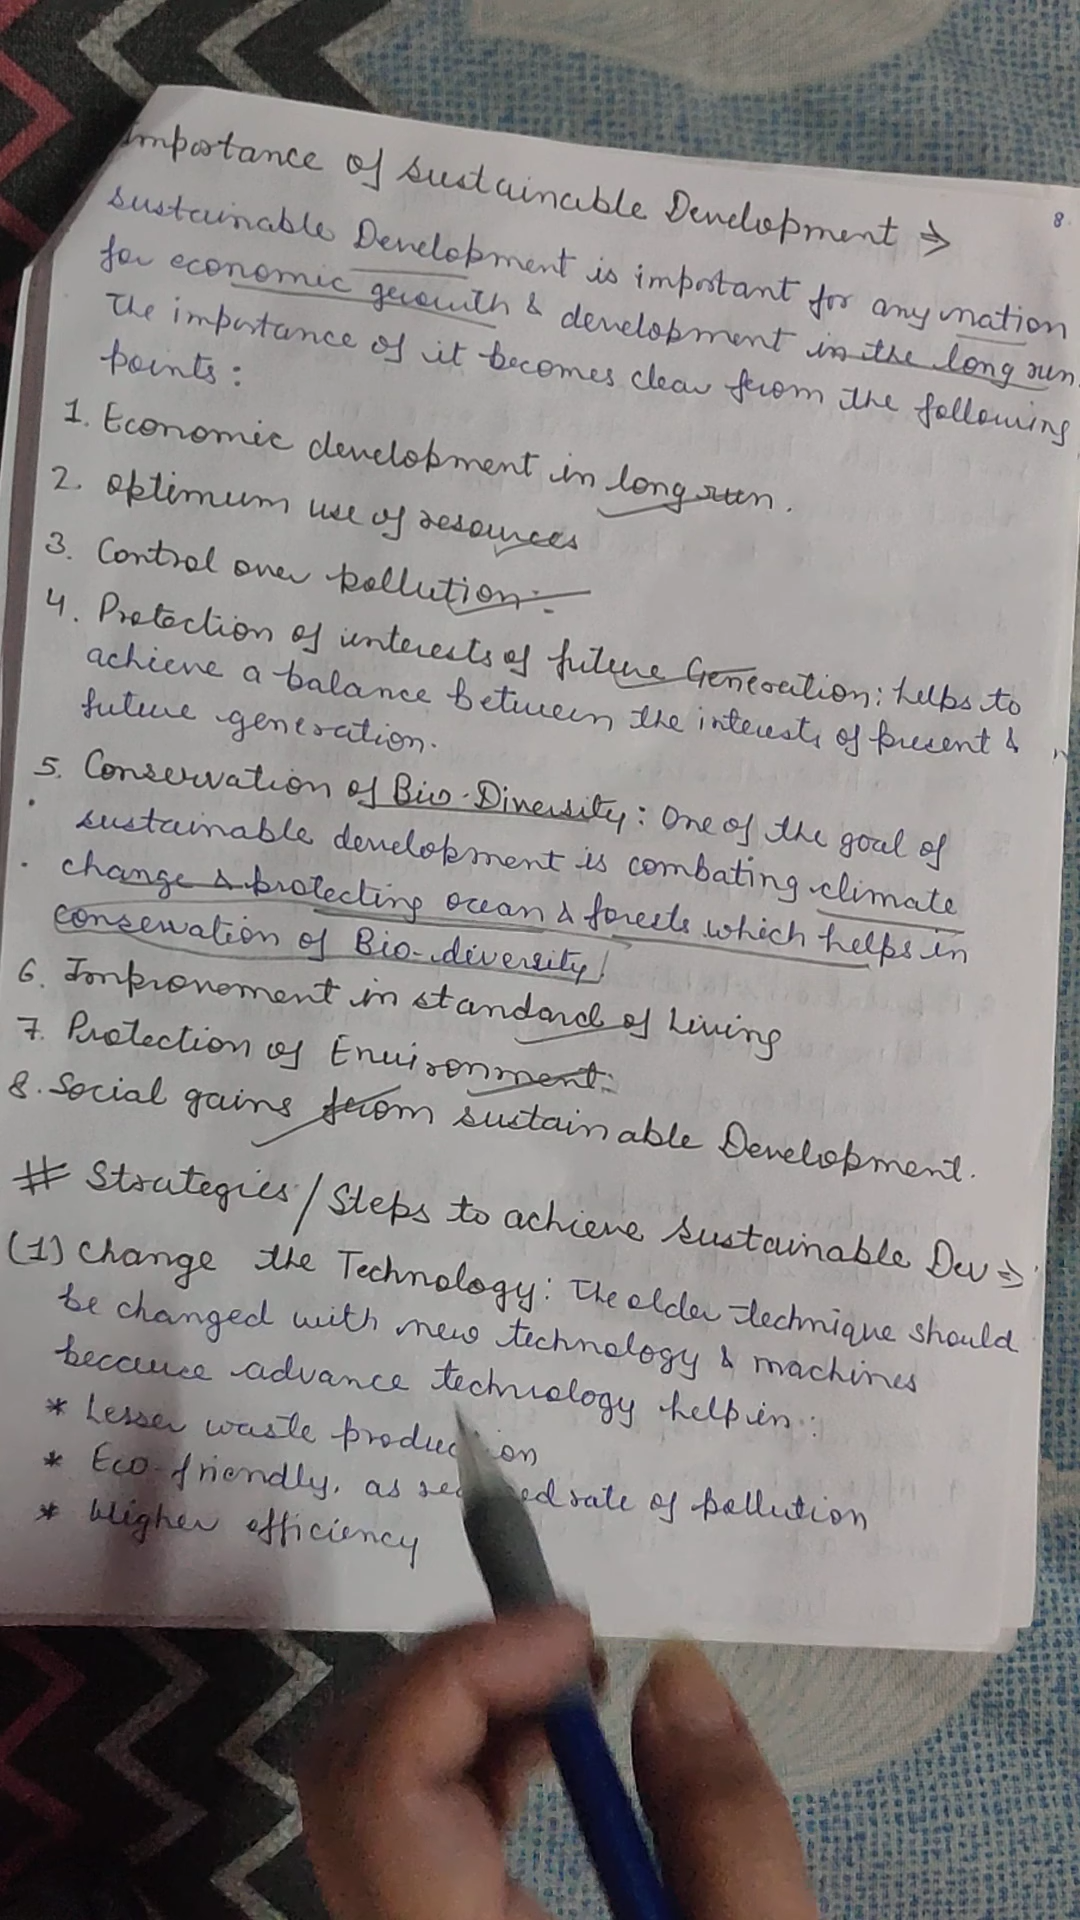 Importance of sustainable Development ⇒
8.
sustainable Development is important for any nation
for economic growth & development in the long run.
The importance of it becomes clear from the following
points:
1. Economic development in long run.
2. optimum use of resources
3. Control over pollution:-
4. Protection of interests of future Generation: helps to
achieve a balance between the interests of present &
future generation.
5. Conservation of Bio-Diversity: One of the goal of
sustainable development is combating climate
change & protecting ocean & forests which helps in
conservation of Bio-diversity.
6. Improvement in standard of Living
7. Protection of Environment:
8. Social gains from sustainable Development.
# Strategies/Steps to achieve sustainable Dev ⇒
(1) Change the Technology: The older technique should
be changed with new technology & machines
because advance technology help in:
* Lesser waste production
* Eco-friendly, as rate of pollution
* Higher efficiency